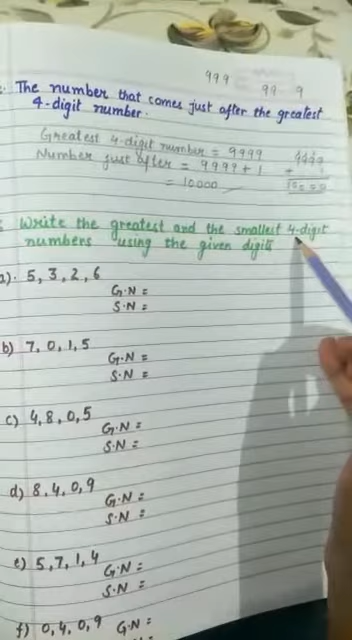 999 99 9
The number that comes just after the greatest
4-digit number.
Greatest 4-digit number = 9999
Number just after = 9999 + 1
= 10000
Write the greatest and the smallest 4-digit
numbers using the given digits
a). 5, 3, 2, 6
G.N =
S.N =
b) 7, 0, 1, 5
G.N =
S.N =
c) 4, 8, 0, 5
G.N =
S.N =
d) 8, 4, 0, 9
G.N =
S.N =
e) 5, 7, 1, 4
G.N =
S.N =
f) 0, 4, 0, 9
G.N =